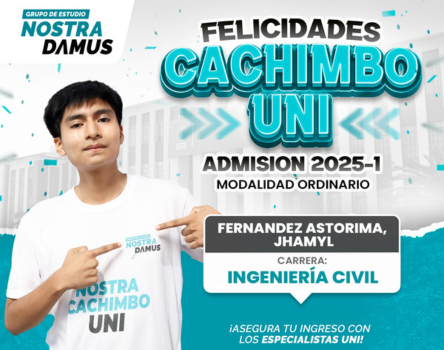 GRUPO DE ESTUDIO
NOSTRA
DAMUS
FELICIDADES
CACHIMBO
UNI
ADMISION 2025-1
MODALIDAD ORDINARIO
FERNANDEZ ASTORIMA,
JHAMYL
CARRERA:
INGENIERÍA CIVIL
NOSTRA
DAMUS
NOSTRA
CACHIMBO
UNI
¡ASEGURA TU INGRESO CON
LOS ESPECIALISTAS UNI!